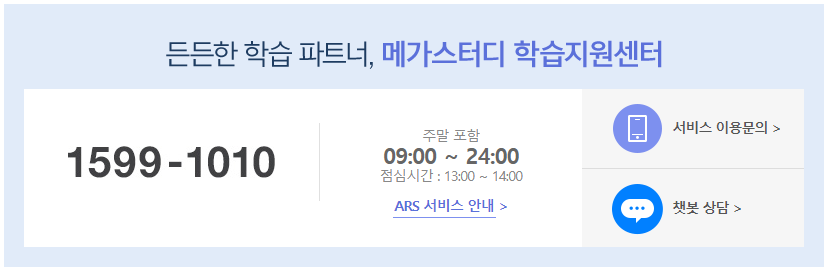 든든한 학습 파트너, 메가스터디 학습지원센터
1599-1010
주말 포함
09:00 ~ 24:00
점심시간 : 13:00 ~ 14:00
ARS 서비스 안내 >
서비스 이용문의 >
챗봇 상담 >